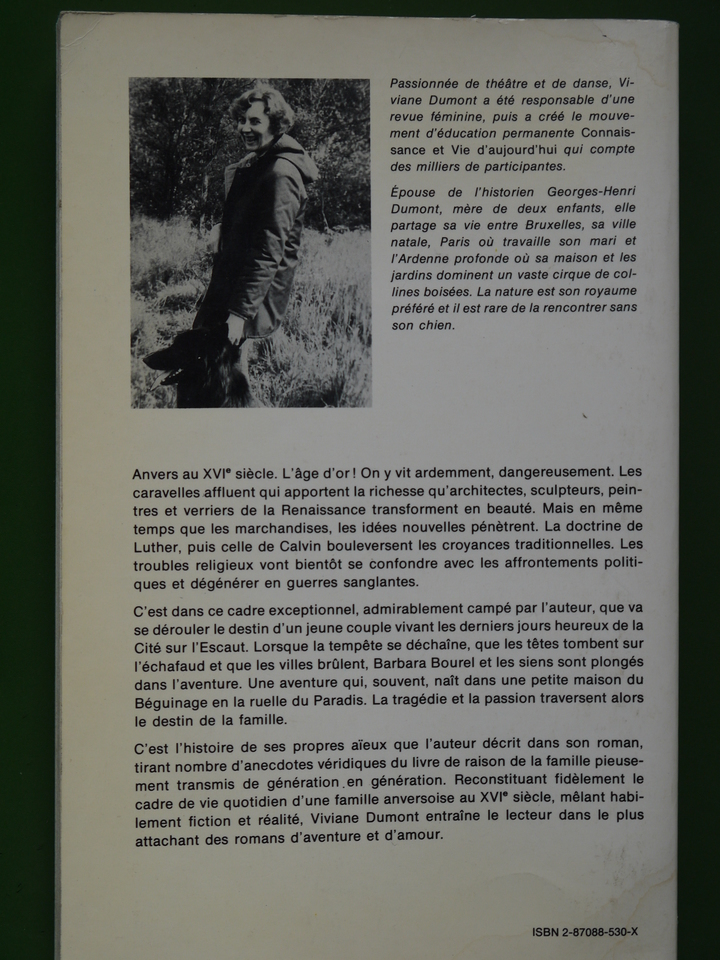 Passionnée de théâtre et de danse, Vi-
viane Dumont a été responsable d'une
revue féminine, puis a créé le mouve-
ment d'éducation permanente Connais-
sance et Vie d'aujourd'hui qui compte
des milliers de participantes.
Épouse de l'historien Georges-Henri
Dumont, mère de deux enfants, elle
partage sa vie entre Bruxelles, sa ville
natale, Paris où travaille son mari et
l'Ardenne profonde où sa maison et les
jardins dominent un vaste cirque de col-
lines boisées. La nature est son royaume
préféré et il est rare de la rencontrer sans
son chien.
Anvers au XVIe siècle. L'âge d'or! On y vit ardemment, dangereusement. Les
caravelles affluent qui apportent la richesse qu'architectes, sculpteurs, pein-
tres et verriers de la Renaissance transforment en beauté. Mais en même
temps que les marchandises, les idées nouvelles pénètrent. La doctrine de
Luther, puis celle de Calvin bouleversent les croyances traditionnelles. Les
troubles religieux vont bientôt se confondre avec les affrontements politi-
ques et dégénérer en guerres sanglantes.
C'est dans ce cadre exceptionnel, admirablement campé par l'auteur, que va
se dérouler le destin d'un jeune couple vivant les derniers jours heureux de la
Cité sur l'Escaut. Lorsque la tempête se déchaîne, que les têtes tombent sur
l'échafaud et que les villes brûlent, Barbara Bourel et les siens sont plongés
dans l'aventure. Une aventure qui, souvent, naît dans une petite maison du
Béguinage en la ruelle du Paradis. La tragédie et la passion traversent alors
le destin de la famille.
C'est l'histoire de ses propres aïeux que l'auteur décrit dans son roman,
tirant nombre d'anecdotes véridiques du livre de raison de la famille pieuse-
ment transmis de génération en génération. Reconstituant fidèlement le
cadre de vie quotidien d'une famille anversoise au XVIe siècle, mêlant habi-
lement fiction et réalité, Viviane Dumont entraîne le lecteur dans le plus
attachant des romans d'aventure et d'amour.
ISBN 2-87088-530-X